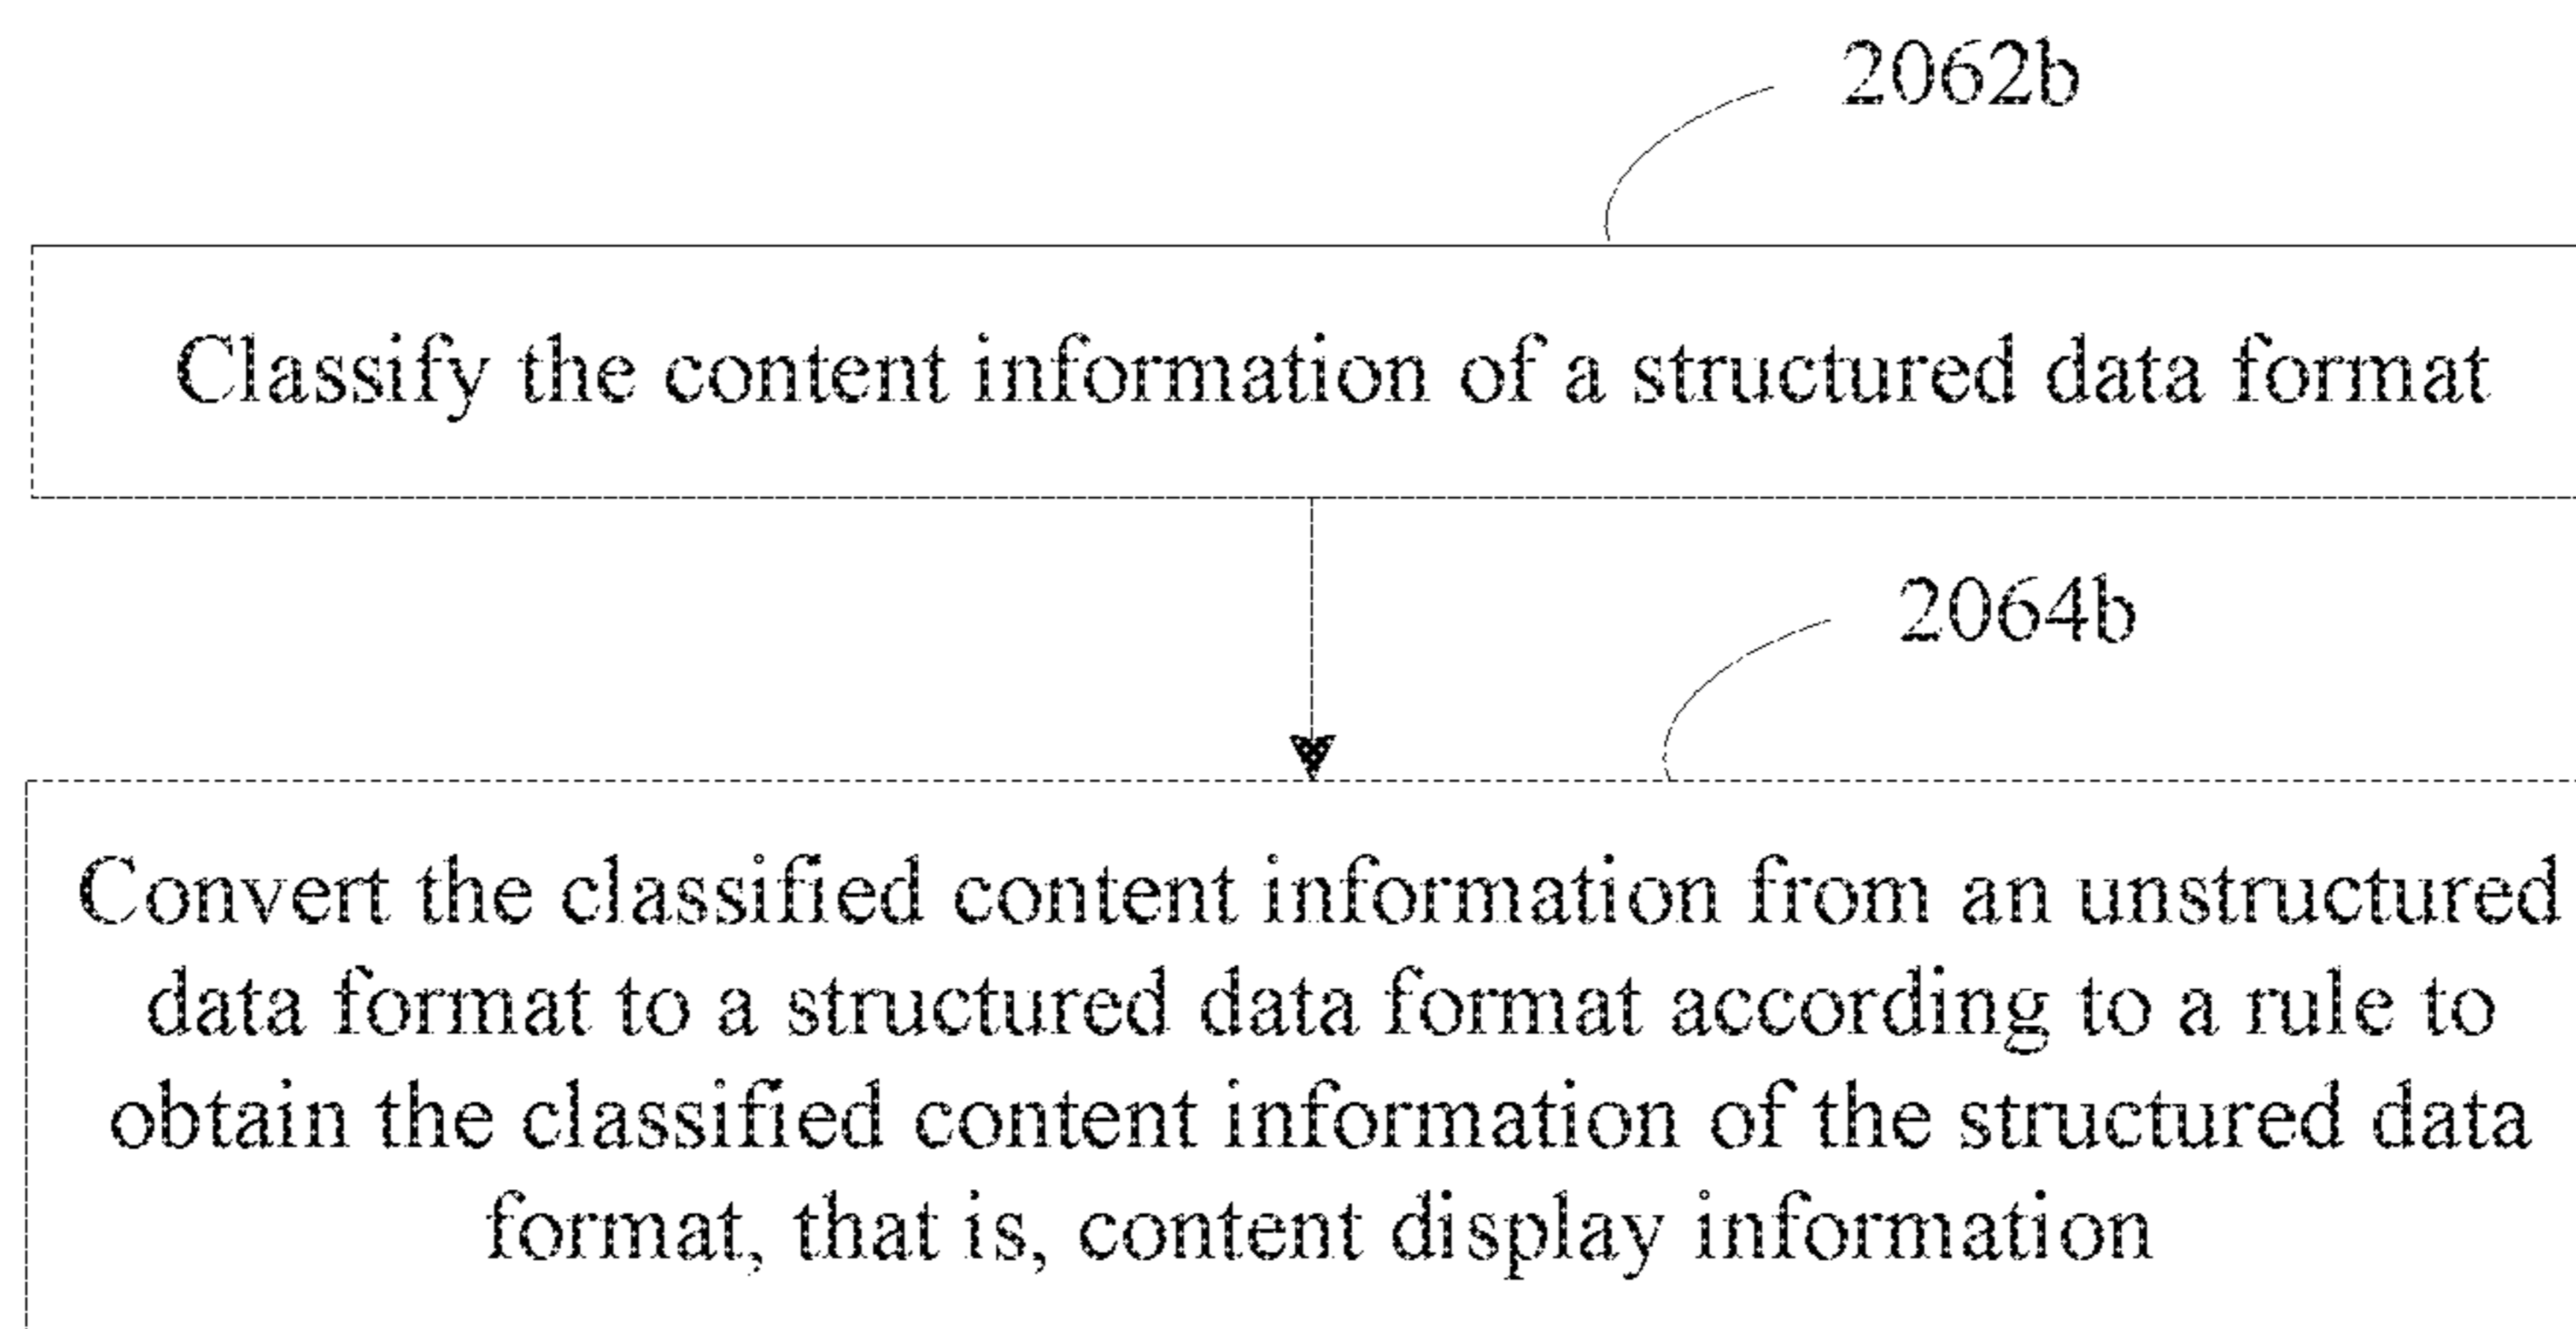 2062b
Classify the content information of a structured data format
2064b
Convert the classified content information from an unstructured
data format to a structured data format according to a rule to
obtain the classified content information of the structured data
format, that is, content display information